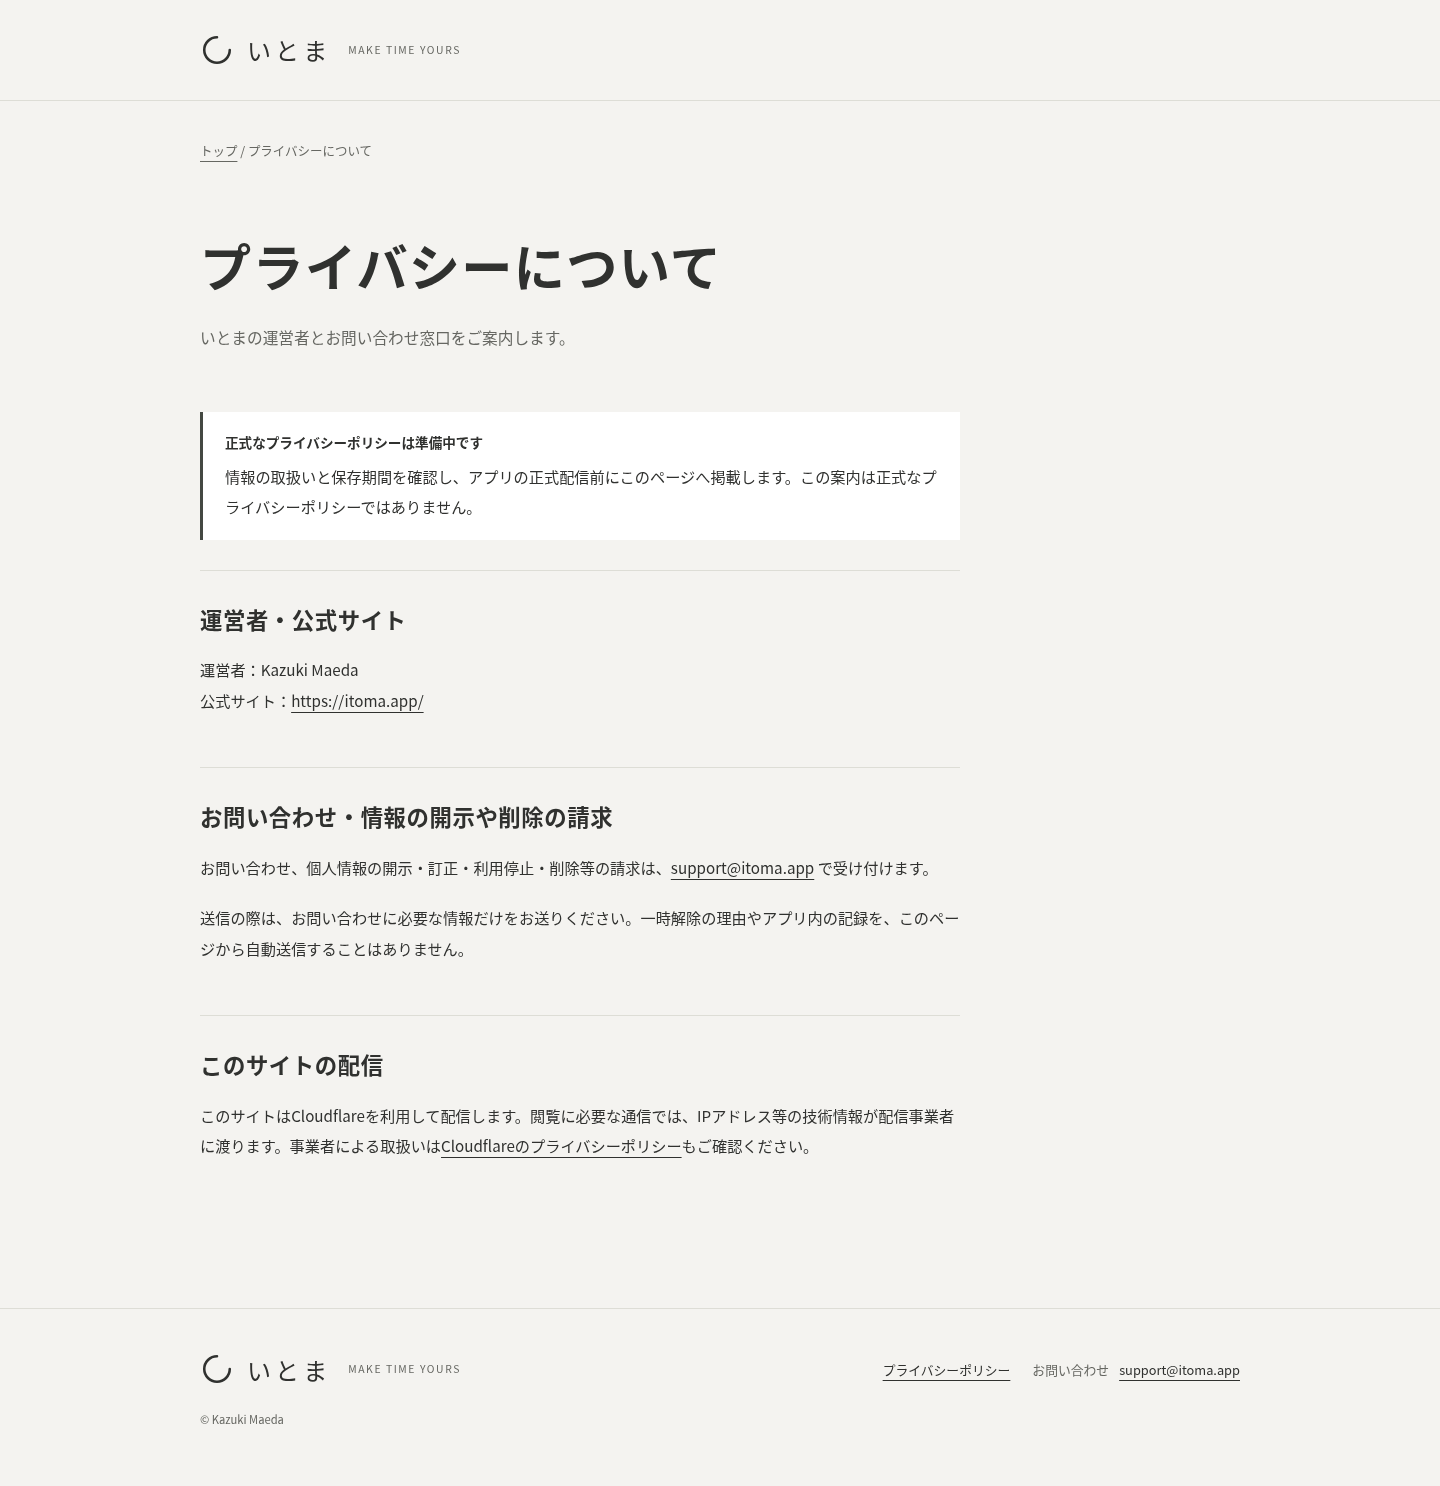 いとま MAKE TIME YOURS
トップ / プライバシーについて
プライバシーについて
いとまの運営者とお問い合わせ窓口をご案内します。
正式なプライバシーポリシーは準備中です
情報の取扱いと保存期間を確認し、アプリの正式配信前にこのページへ掲載します。この案内は正式なプ
ライバシーポリシーではありません。
運営者・公式サイト
運営者：Kazuki Maeda
公式サイト：https://itoma.app/
お問い合わせ・情報の開示や削除の請求
お問い合わせ、個人情報の開示・訂正・利用停止・削除等の請求は、support@itoma.app で受け付けます。
送信の際は、お問い合わせに必要な情報だけをお送りください。一時解除の理由やアプリ内の記録を、このペー
ジから自動送信することはありません。
このサイトの配信
このサイトはCloudflareを利用して配信します。閲覧に必要な通信では、IPアドレス等の技術情報が配信事業者
に渡ります。事業者による取扱いはCloudflareのプライバシーポリシーもご確認ください。
いとま MAKE TIME YOURS
プライバシーポリシー お問い合わせ support@itoma.app
© Kazuki Maeda